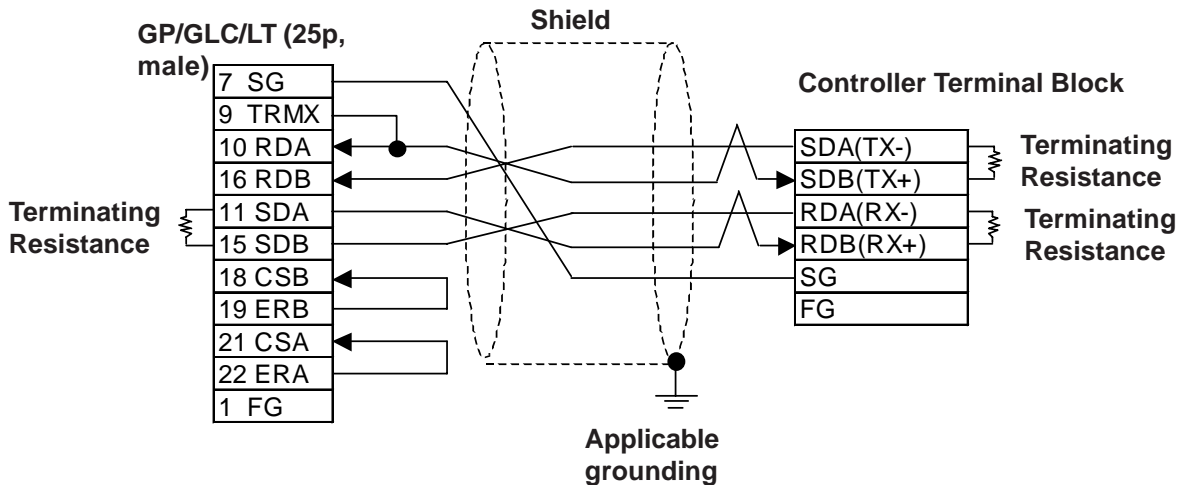 Shield
GP/GLC/LT (25p,
male)
7 SG
9 TRMX
10 RDA
16 RDB
11 SDA
15 SDB
18 CSB
19 ERB
21 CSA
22 ERA
1 FG
Terminating
Resistance
Controller Terminal Block
SDA(TX-)
SDB(TX+)
RDA(RX-)
RDB(RX+)
SG
FG
Terminating
Resistance
Terminating
Resistance
Applicable
grounding